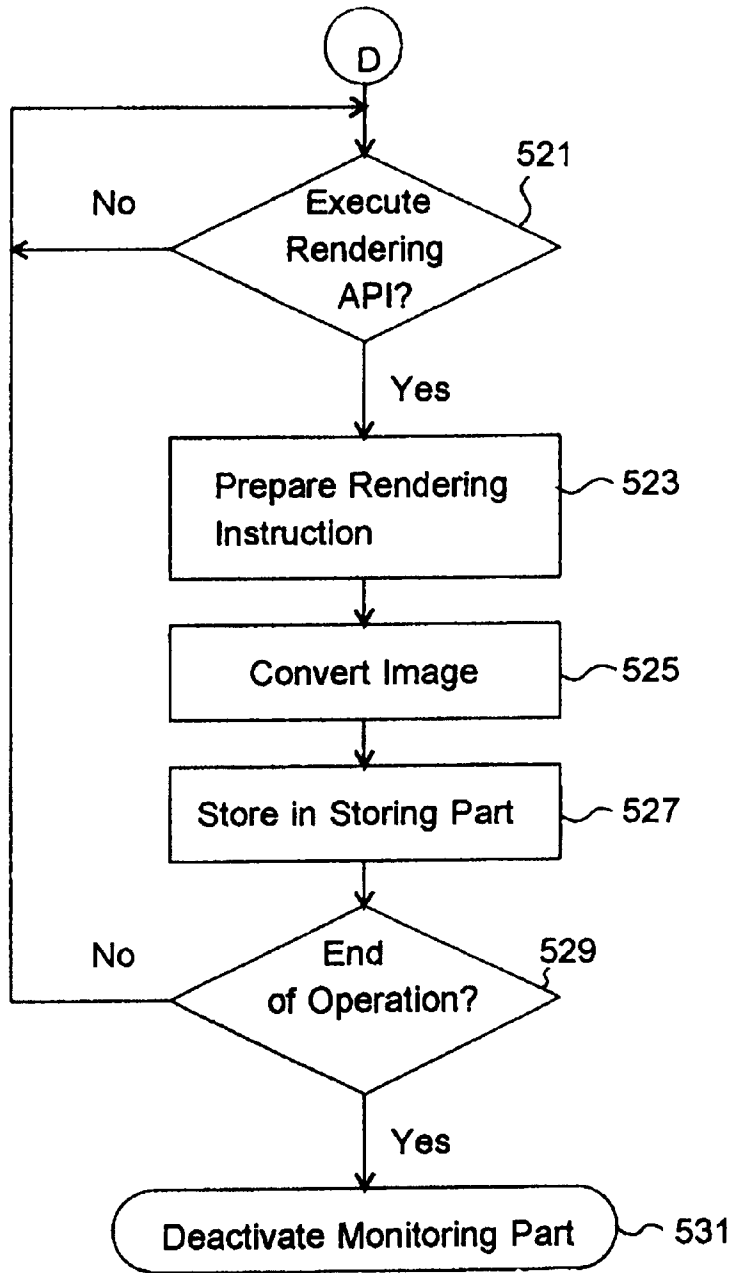 D
521
No
Execute
Rendering
API?
Yes
Prepare Rendering
Instruction
523
Convert Image
525
Store in Storing Part
527
No
End
of Operation?
529
Yes
Deactivate Monitoring Part
531